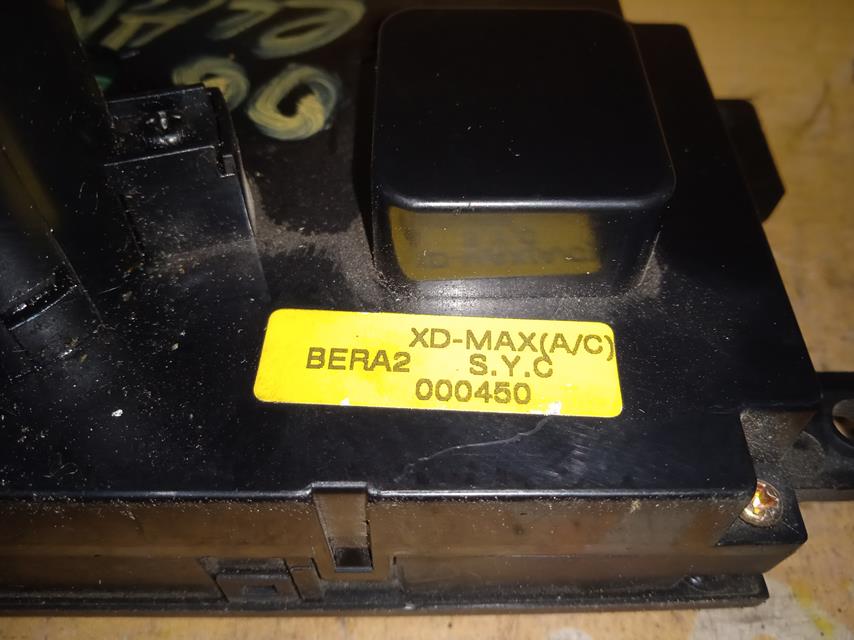 XD-MAX(A/C)
BERA2 S.Y.C
000450